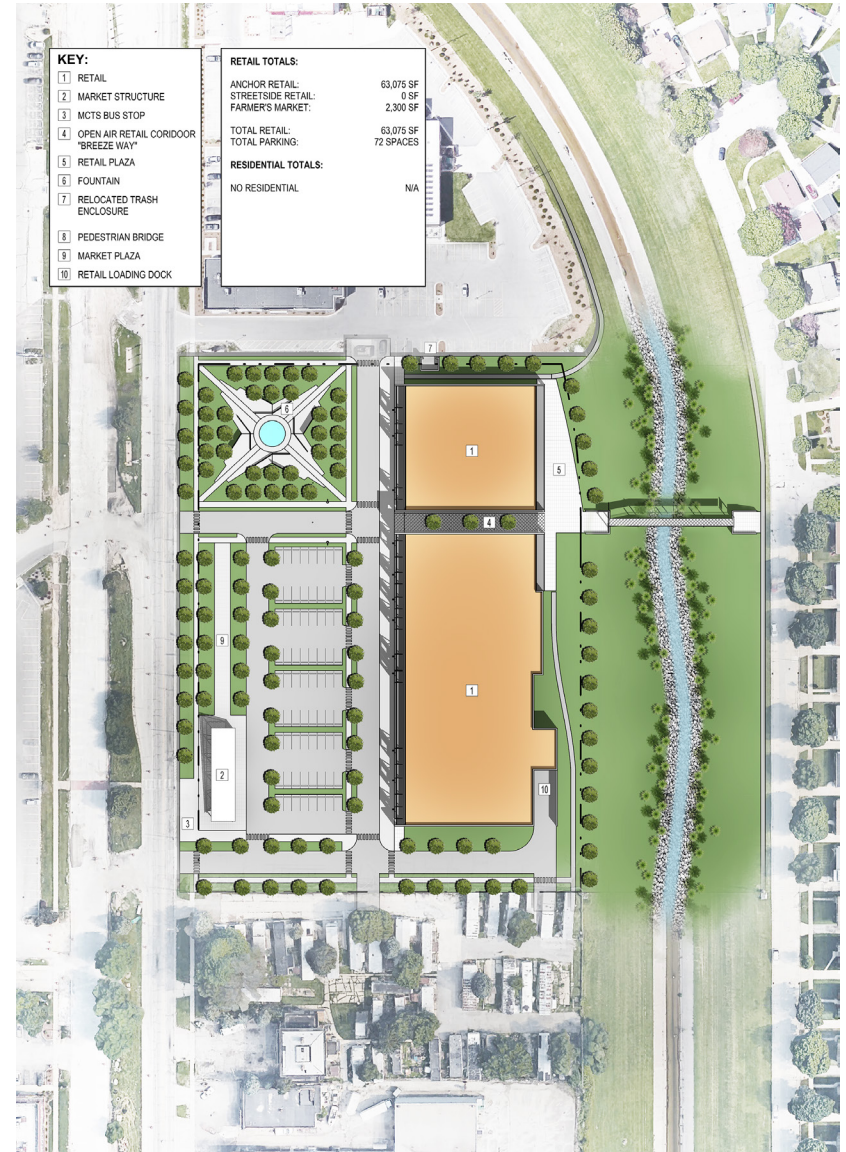 KEY:
1 RETAIL
2 MARKET STRUCTURE
3 MCTS BUS STOP
4 OPEN AIR RETAIL CORIDOOR
"BREEZE WAY"
5 RETAIL PLAZA
6 FOUNTAIN
7 RELOCATED TRASH
ENCLOSURE
8 PEDESTRIAN BRIDGE
9 MARKET PLAZA
10 RETAIL LOADING DOCK
RETAIL TOTALS:
ANCHOR RETAIL: 63,075 SF
STREETSIDE RETAIL: 0 SF
FARMER'S MARKET: 2,300 SF
TOTAL RETAIL: 63,075 SF
TOTAL PARKING: 72 SPACES
RESIDENTIAL TOTALS:
NO RESIDENTIAL N/A
7
6
1
5
4
9
1
2
10
3